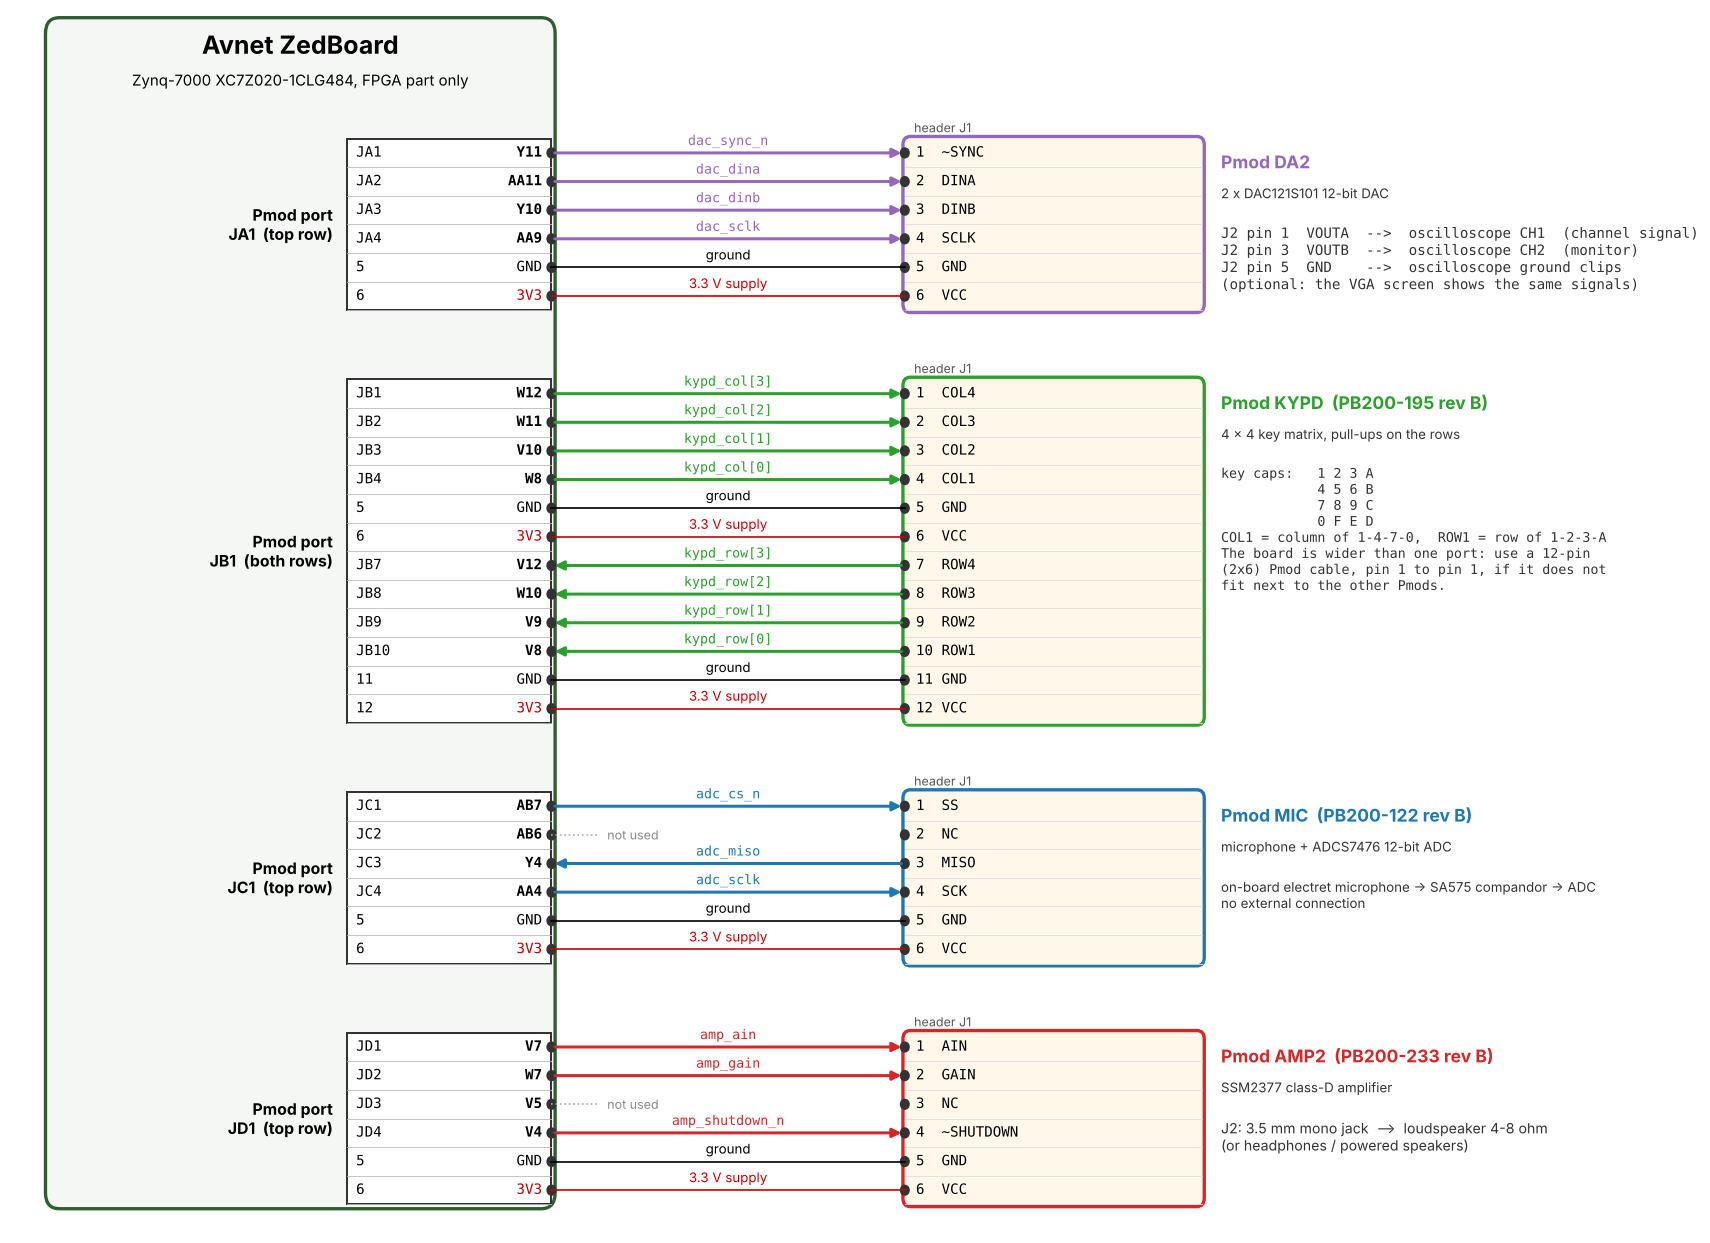 Avnet ZedBoard
Zynq-7000 XC7Z020-1CLG484, FPGA part only
header J1
Pmod port
JA1 (top row)
JA1 Y11 dac_sync_n 1 ~SYNC
JA2 AA11 dac_dina 2 DINA
JA3 Y10 dac_dinb 3 DINB
JA4 AA9 dac_sclk 4 SCLK
5 GND ground 5 GND
6 3V3 3.3 V supply 6 VCC
Pmod DA2
2 x DAC121S101 12-bit DAC
J2 pin 1 VOUTA --> oscilloscope CH1 (channel signal)
J2 pin 3 VOUTB --> oscilloscope CH2 (monitor)
J2 pin 5 GND --> oscilloscope ground clips
(optional: the VGA screen shows the same signals)
header J1
Pmod port
JB1 (both rows)
JB1 W12 kypd_col[3] 1 COL4
JB2 W11 kypd_col[2] 2 COL3
JB3 V10 kypd_col[1] 3 COL2
JB4 W8 kypd_col[0] 4 COL1
5 GND ground 5 GND
6 3V3 3.3 V supply 6 VCC
JB7 V12 kypd_row[3] 7 ROW4
JB8 W10 kypd_row[2] 8 ROW3
JB9 V9 kypd_row[1] 9 ROW2
JB10 V8 kypd_row[0] 10 ROW1
11 GND ground 11 GND
12 3V3 3.3 V supply 12 VCC
Pmod KYPD (PB200-195 rev B)
4 × 4 key matrix, pull-ups on the rows
key caps: 1 2 3 A
4 5 6 B
7 8 9 C
0 F E D
COL1 = column of 1-4-7-0, ROW1 = row of 1-2-3-A
The board is wider than one port: use a 12-pin
(2x6) Pmod cable, pin 1 to pin 1, if it does not
fit next to the other Pmods.
header J1
Pmod port
JC1 (top row)
JC1 AB7 adc_cs_n 1 SS
JC2 AB6 not used 2 NC
JC3 Y4 adc_miso 3 MISO
JC4 AA4 adc_sclk 4 SCK
5 GND ground 5 GND
6 3V3 3.3 V supply 6 VCC
Pmod MIC (PB200-122 rev B)
microphone + ADCS7476 12-bit ADC
on-board electret microphone → SA575 compandor → ADC
no external connection
header J1
Pmod port
JD1 (top row)
JD1 V7 amp_ain 1 AIN
JD2 W7 amp_gain 2 GAIN
JD3 V5 not used 3 NC
JD4 V4 amp_shutdown_n 4 ~SHUTDOWN
5 GND ground 5 GND
6 3V3 3.3 V supply 6 VCC
Pmod AMP2 (PB200-233 rev B)
SSM2377 class-D amplifier
J2: 3.5 mm mono jack --> loudspeaker 4-8 ohm
(or headphones / powered speakers)